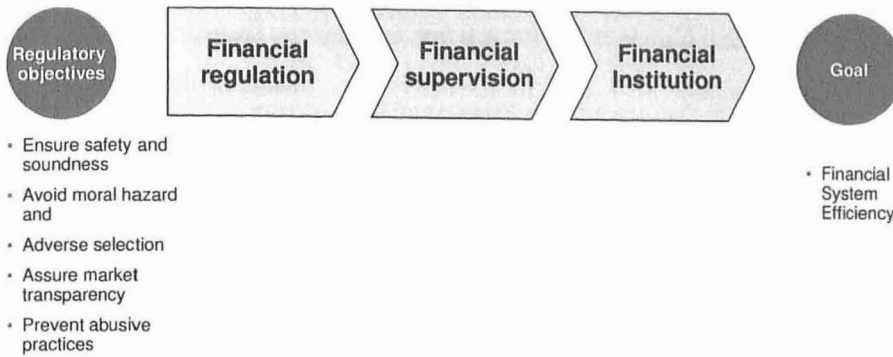 Regulatory
objectives
Financial
regulation
Financial
supervision
Financial
Institution
Goal
• Ensure safety and
soundness
• Avoid moral hazard
and
• Adverse selection
• Assure market
transparency
• Prevent abusive
practices
• Financial
System
Efficiency